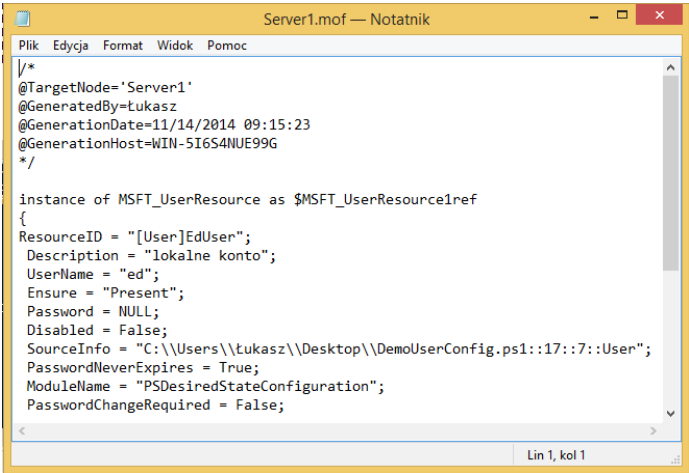 Server1.mof — Notatnik
Plik Edycja Format Widok Pomoc
/*
@TargetNode='Server1'
@GeneratedBy=Łukasz
@GenerationDate=11/14/2014 09:15:23
@GenerationHost=WIN-5I6S4NUE99G
*/
instance of MSFT_UserResource as $MSFT_UserResource1ref
{
ResourceID = "[User]EdUser";
Description = "lokalne konto";
UserName = "ed";
Ensure = "Present";
Password = NULL;
Disabled = False;
SourceInfo = "C:\\Users\\Łukasz\\Desktop\\DemoUserConfig.ps1::17::7::User";
PasswordNeverExpires = True;
ModuleName = "PSDesiredStateConfiguration";
PasswordChangeRequired = False;
Lin 1, kol 1